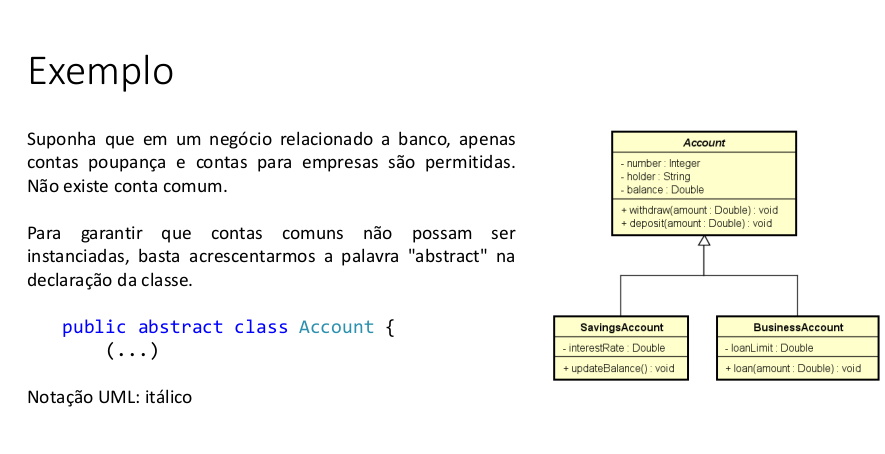 Exemplo
Suponha que em um negócio relacionado a banco, apenas
contas poupança e contas para empresas são permitidas.
Não existe conta comum.
Para garantir que contas comuns não possam ser
instanciadas, basta acrescentarmos a palavra "abstract" na
declaração da classe.
public abstract class Account {
(...)
Notação UML: itálico
Account
- number : Integer
- holder : String
- balance : Double
+ withdraw(amount : Double) : void
+ deposit(amount : Double) : void
SavingsAccount
- interestRate : Double
+ updateBalance() : void
BusinessAccount
- loanLimit : Double
+ loan(amount : Double) : void